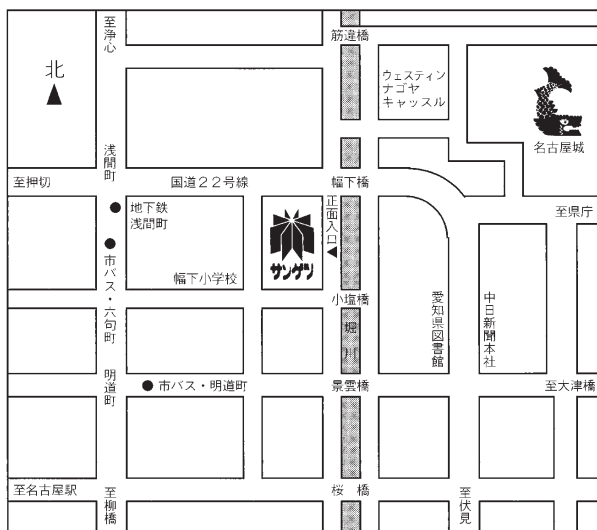 至浄心
筋違橋
北
ウェスティン
ナゴヤ
キャッスル
名古屋城
浅間町
至押切
国道22号線
幅下橋
至県庁
地下鉄
浅間町
正面入口
サンゲツ
市バス・六句町
幅下小学校
小塩橋
愛知県図書館
中日新聞本社
堀川
明道町
市バス・明道町
景雲橋
至大津橋
至名古屋駅
至柳橋
桜橋
至伏見